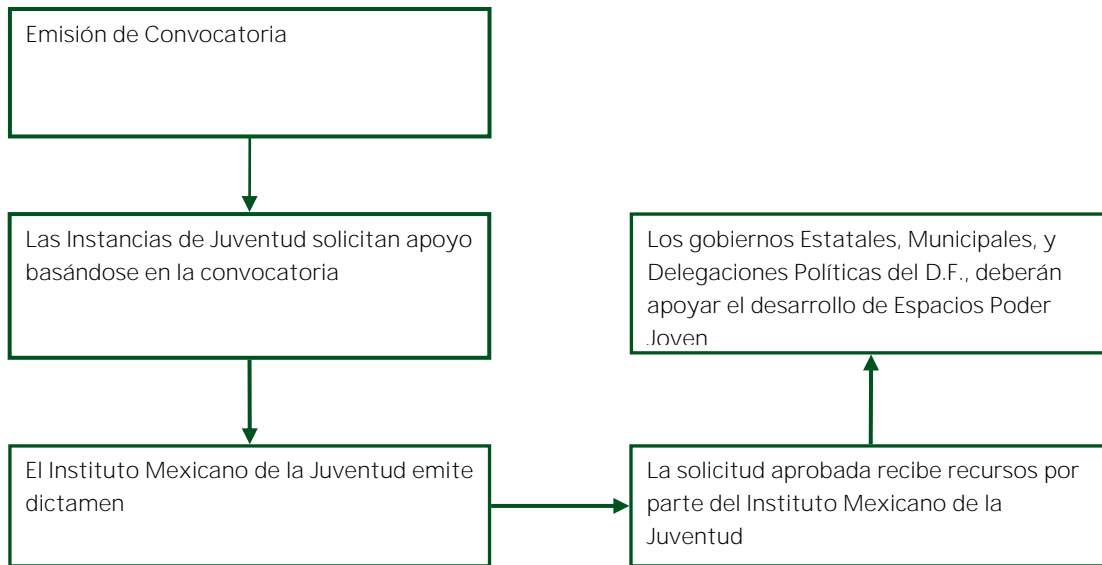 Emisión de Convocatoria
Las Instancias de Juventud solicitan apoyo
basándose en la convocatoria
El Instituto Mexicano de la Juventud emite
dictamen
La solicitud aprobada recibe recursos por
parte del Instituto Mexicano de la
Juventud
Los gobiernos Estatales, Municipales, y
Delegaciones Políticas del D.F., deberán
apoyar el desarrollo de Espacios Poder
Joven